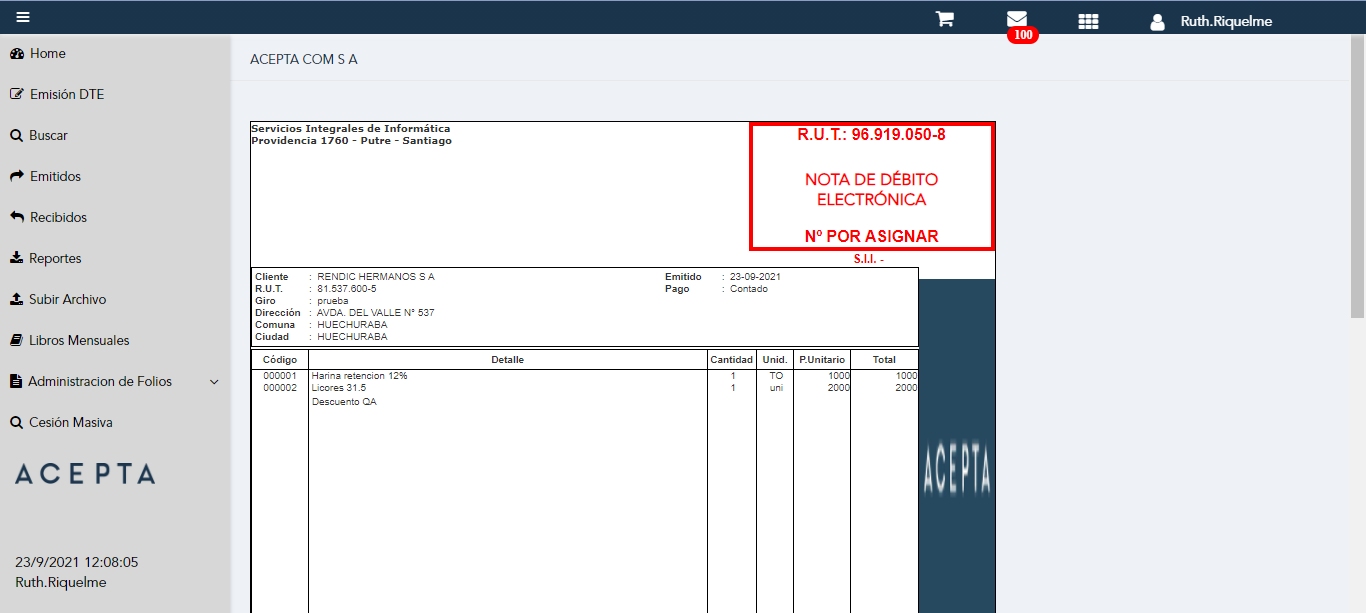 Ruth.Riquelme
100
Home
Emisión DTE
Buscar
Emitidos
Recibidos
Reportes
Subir Archivo
Libros Mensuales
Administracion de Folios
Cesión Masiva
ACEPTA
23/9/2021 12:08:05
Ruth.Riquelme
ACEPTA COM S A
Servicios Integrales de Informática
Providencia 1760 - Putre - Santiago
R.U.T.: 96.919.050-8
NOTA DE DÉBITO
ELECTRÓNICA
Nº POR ASIGNAR
S.I.I. -
Cliente : RENDIC HERMANOS S A Emitido : 23-09-2021
R.U.T. : 81.537.600-5 Pago : Contado
Giro : prueba
Dirección : AVDA. DEL VALLE N° 537
Comuna : HUECHURABA
Ciudad : HUECHURABA
Código Detalle Cantidad Unid. P.Unitario Total
000001 Harina retencion 12% 1 TO 1000 1000
000002 Licores 31.5 1 uni 2000 2000
Descuento QA
ACEPTA